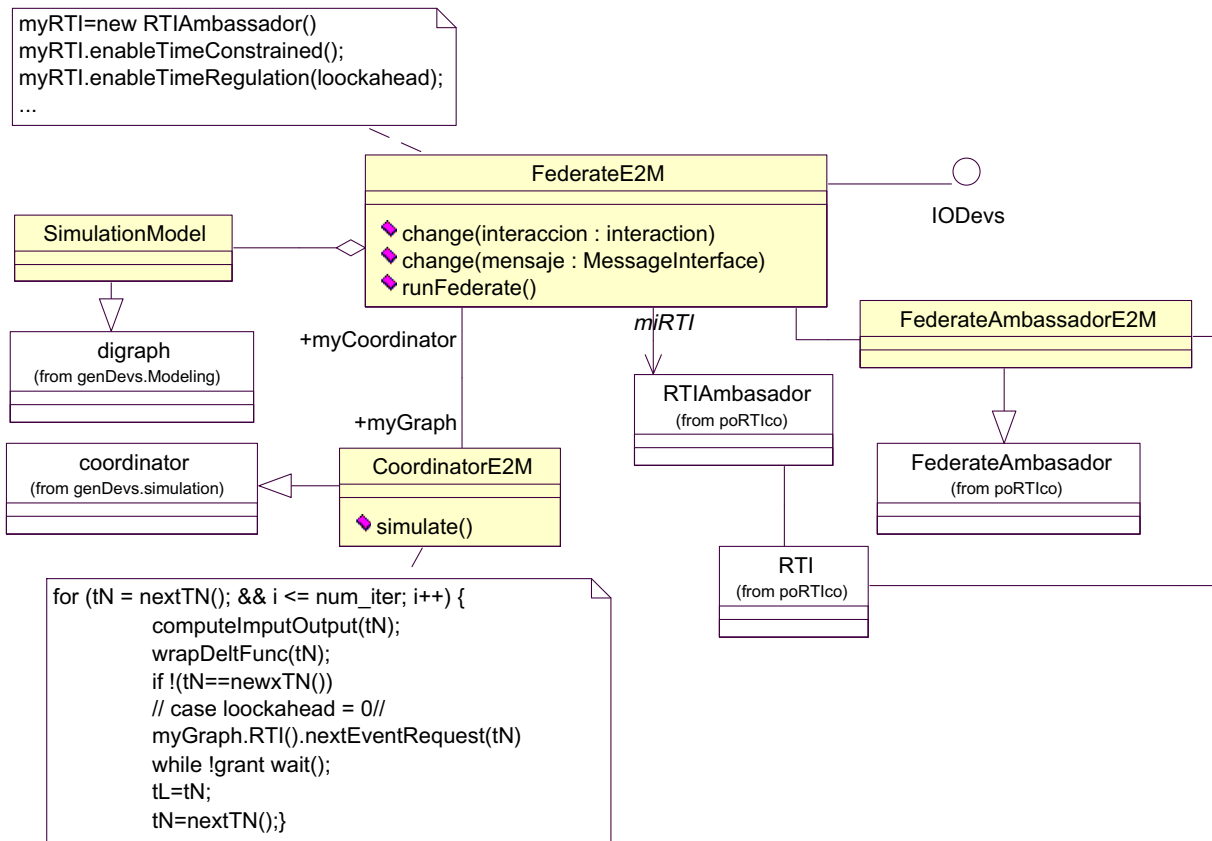 myRTI=new RTIAmbassador()
myRTI.enableTimeConstrained();
myRTI.enableTimeRegulation(loockahead);
...
FederateE2M
change(interaccion : interaction)
change(mensaje : MessageInterface)
runFederate()
IODevs
SimulationModel
digraph
(from genDevs.Modeling)
+myCoordinator
+myGraph
miRTI
FederateAmbassadorE2M
RTIAmbasador
(from poRTIco)
FederateAmbasador
(from poRTIco)
coordinator
(from genDevs.simulation)
CoordinatorE2M
simulate()
RTI
(from poRTIco)
for (tN = nextTN(); && i <= num_iter; i++) {
computeImputOutput(tN);
wrapDeltFunc(tN);
if !(tN==newxTN())
// case loockahead = 0//
myGraph.RTI().nextEventRequest(tN)
while !grant wait();
tL=tN;
tN=nextTN();}